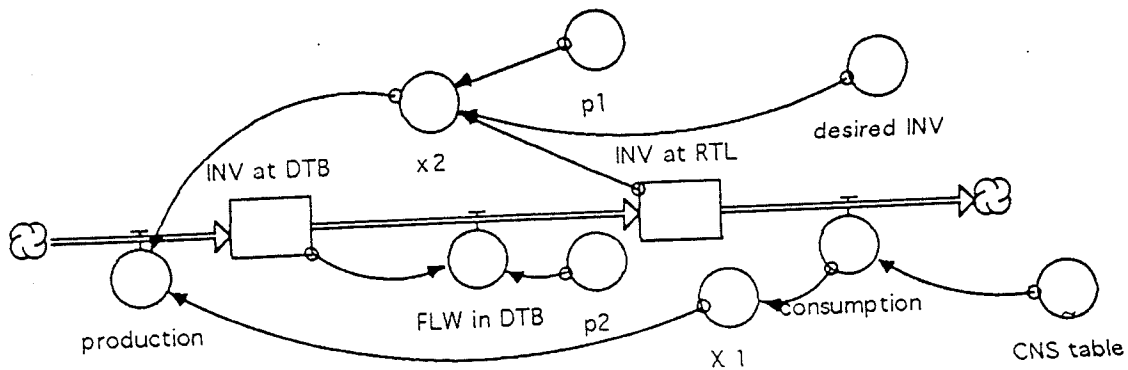 p1
desired INV
x2
INV at RTL
INV at DTB
production
FLW in DTB
p2
consumption
X 1
CNS table